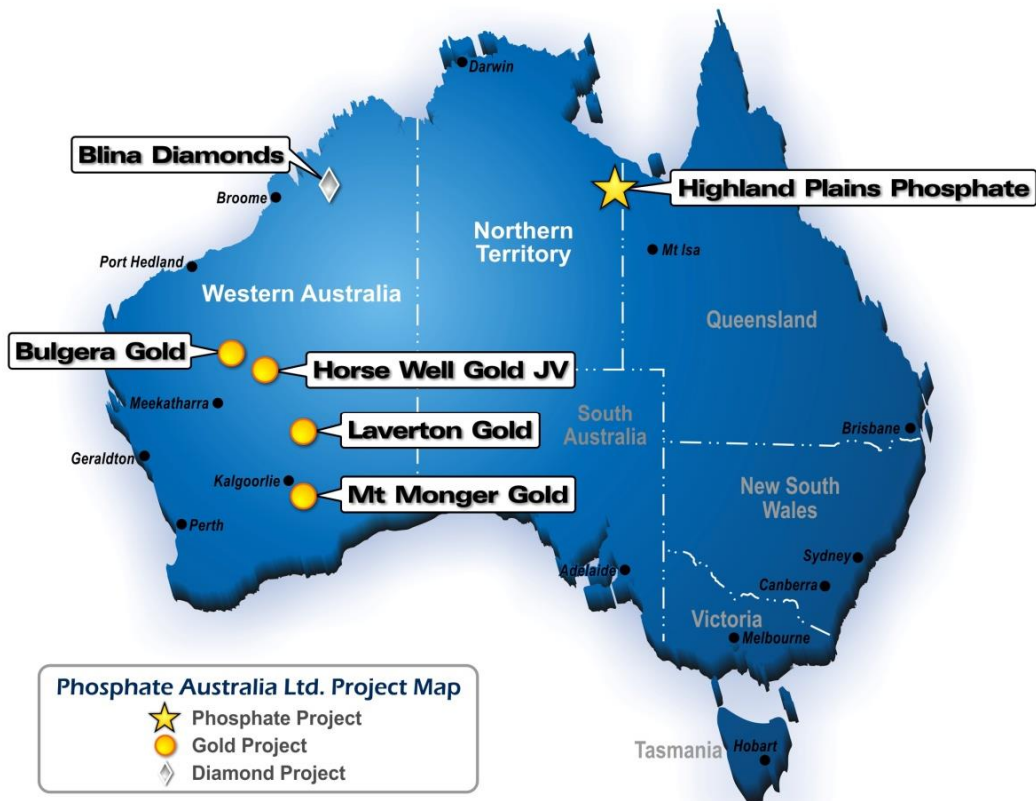 Darwin
Blina Diamonds
Broome
Highland Plains Phosphate
Northern
Territory
Mt Isa
Port Hedland
Western Australia
Queensland
Bulgera Gold
Horse Well Gold JV
Meekatharra
South
Australia
Laverton Gold
Brisbane
Geraldton
Kalgoorlie
Mt Monger Gold
New South
Wales
Perth
Sydney
Adelaide
Canberra
Victoria
Melbourne
Phosphate Australia Ltd. Project Map
Phosphate Project
Gold Project
Diamond Project
Tasmania
Hobart